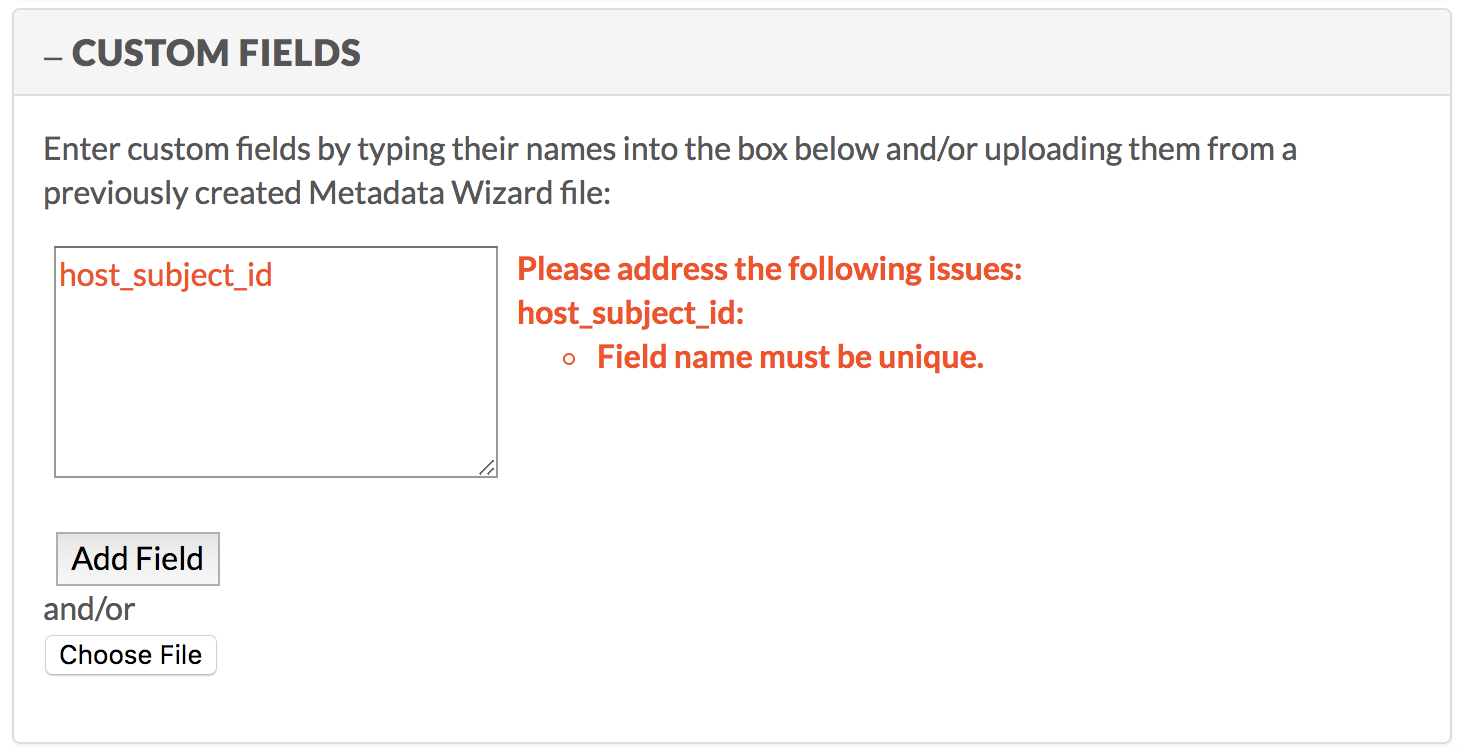 – CUSTOM FIELDS
Enter custom fields by typing their names into the box below and/or uploading them from a
previously created Metadata Wizard file:
host_subject_id
Please address the following issues:
host_subject_id:
Field name must be unique.
Add Field
and/or
Choose File